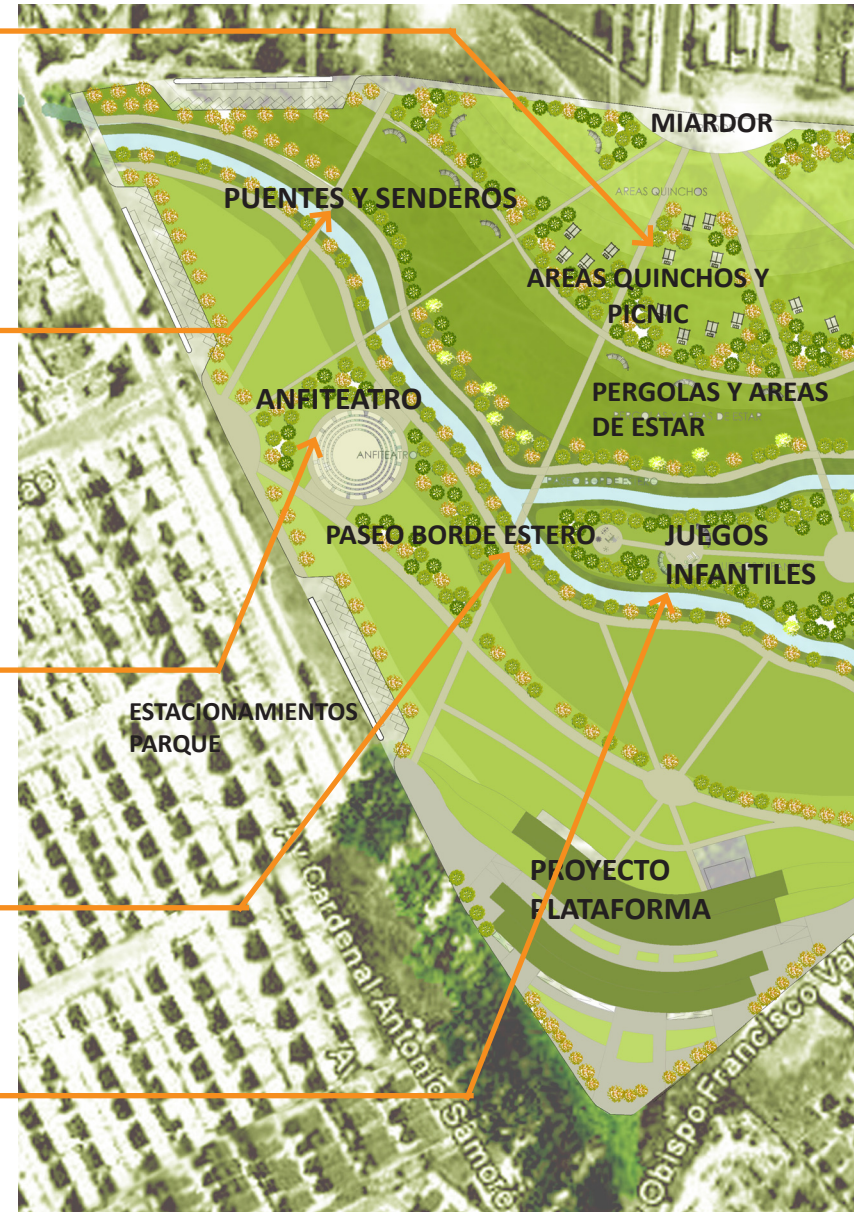 MIARDOR
AREAS QUINCHOS
PUENTES Y SENDEROS
AREAS QUINCHOS Y
PICNIC
PERGOLAS Y AREAS
DE ESTAR
ANFITEATRO
ANFITEATRO
PASEO BORDE ESTERO
JUEGOS
INFANTILES
ESTACIONAMIENTOS
PARQUE
PROYECTO
PLATAFORMA
Av Cardenal Antonio Samore
Obispo Francisco Va